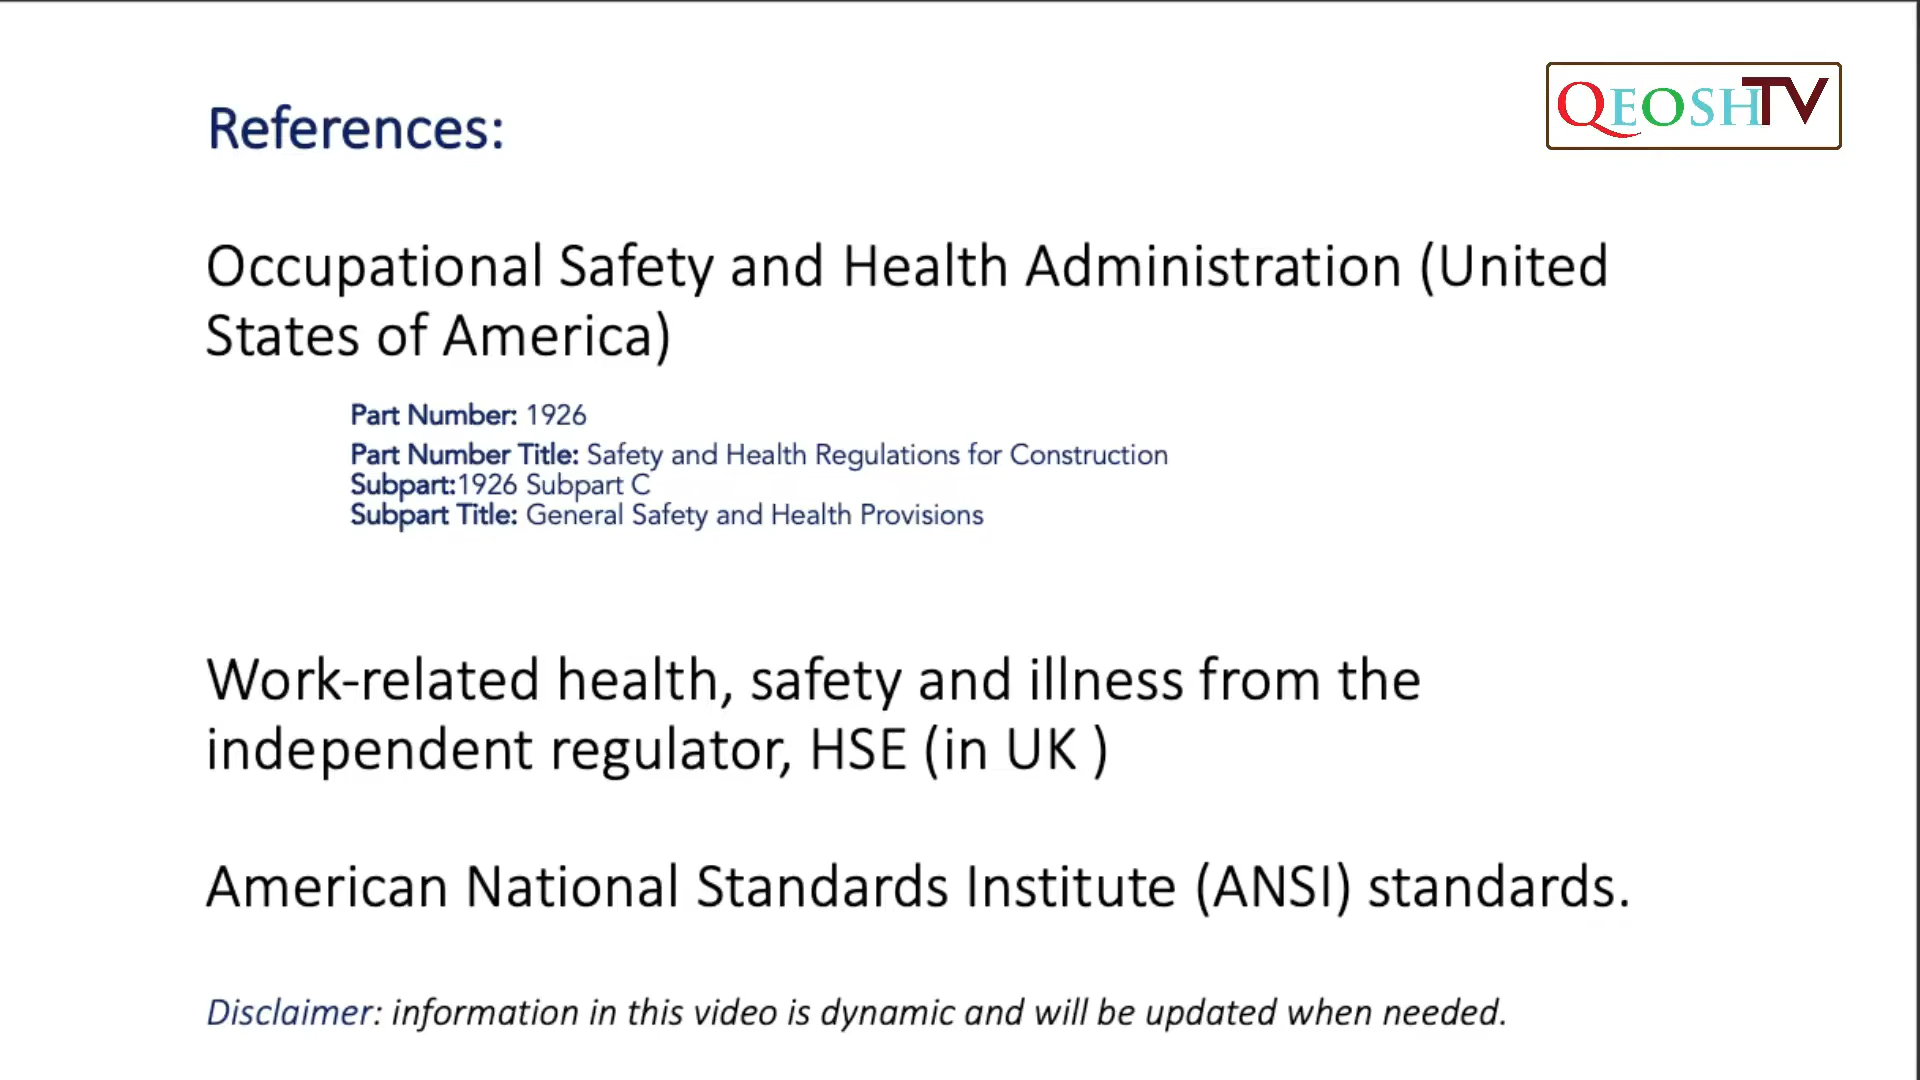 QEOSHTV
References:
Occupational Safety and Health Administration (United
States of America)
Part Number: 1926
Part Number Title: Safety and Health Regulations for Construction
Subpart:1926 Subpart C
Subpart Title: General Safety and Health Provisions
Work-related health, safety and illness from the
independent regulator, HSE (in UK )
American National Standards Institute (ANSI) standards.
Disclaimer: information in this video is dynamic and will be updated when needed.